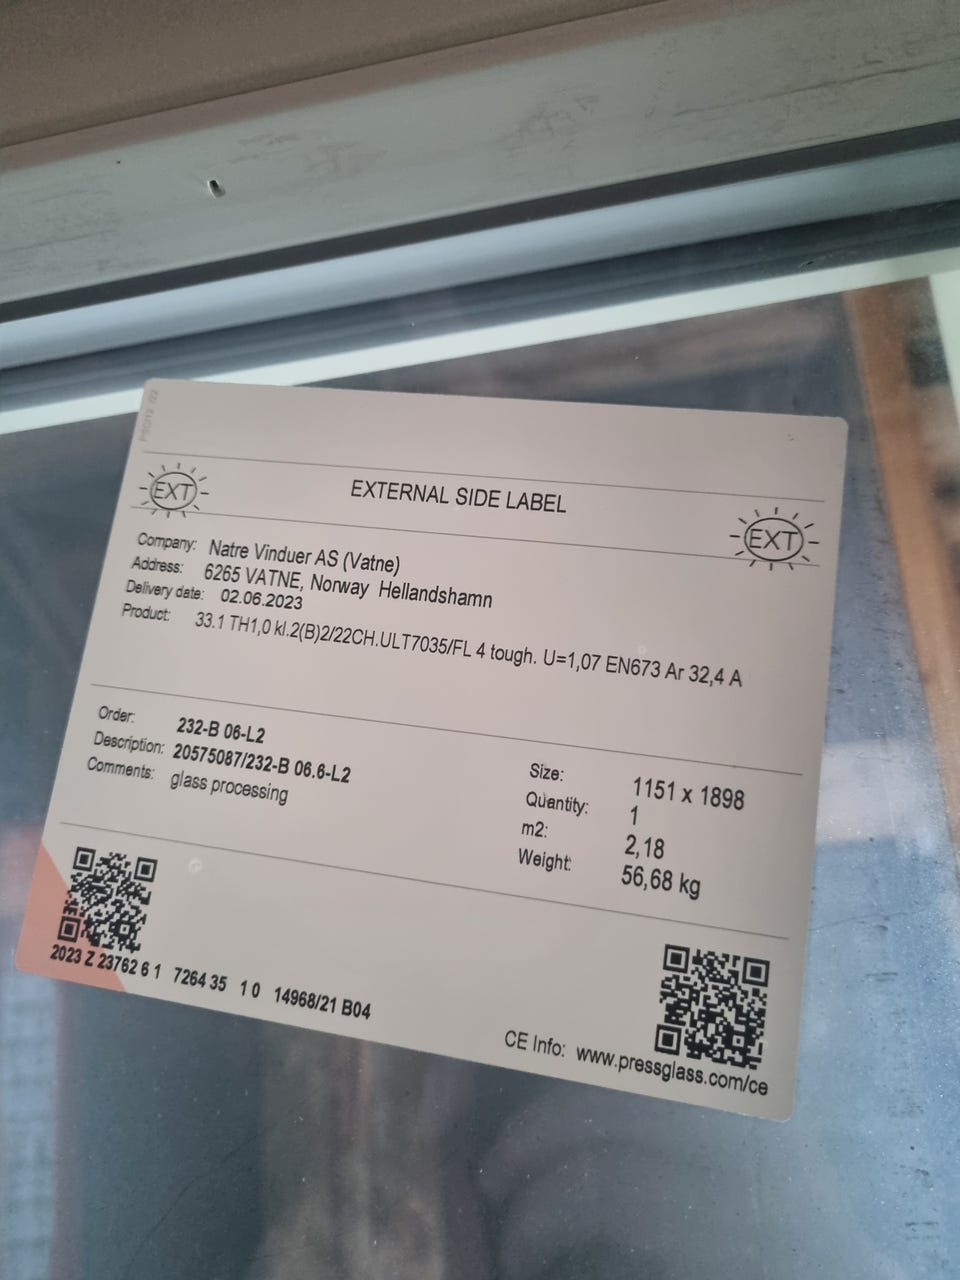 PSG/12 /22
EXT
EXTERNAL SIDE LABEL
EXT
Company: Natre Vinduer AS (Vatne)
Address: 6265 VATNE, Norway Hellandshamn
Delivery date: 02.06.2023
Product: 33.1 TH1,0 kl.2(B)2/22CH.ULT7035/FL 4 tough. U=1,07 EN673 Ar 32,4 A
Order: 232-B 06-L2
Description: 20575087/232-B 06.6-L2
Comments: glass processing
Size: 1151 x 1898
Quantity: 1
m2: 2,18
Weight: 56,68 kg
2023 Z 23762 6 1 7264 35 1 0 14968/21 B04
CE Info: www.pressglass.com/ce